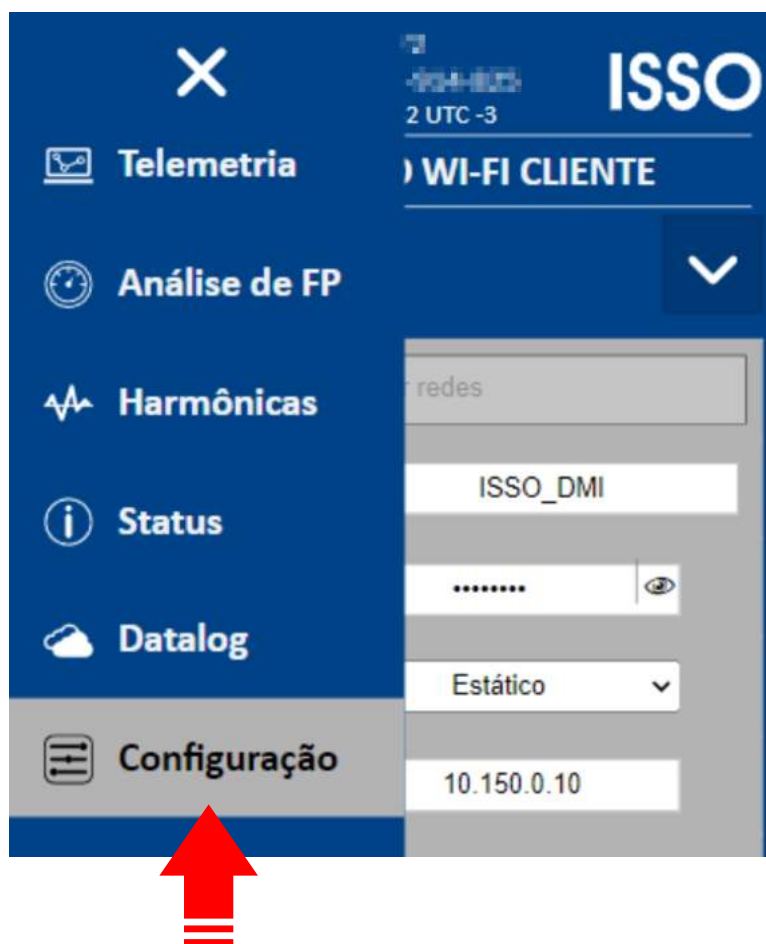 ISSO
2 UTC -3
Telemetria
WI-FI CLIENTE
Análise de FP
Harmônicas
redes
ISSO_DMI
Status
••••••••
Datalog
Estático
Configuração
10.150.0.10